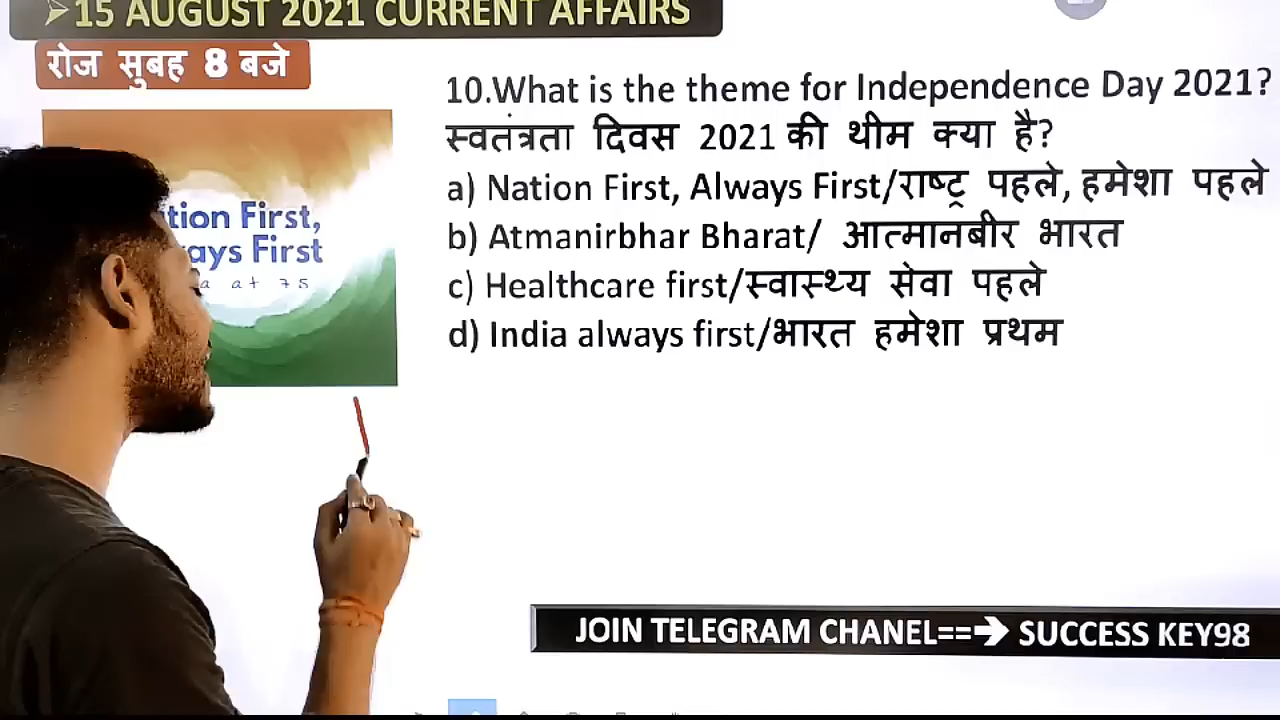 ➤15 AUGUST 2021 CURRENT AFFAIRS
रोज सुबह 8 बजे
10.What is the theme for Independence Day 2021?
स्वतंत्रता दिवस 2021 की थीम क्या है?
a) Nation First, Always First/राष्ट्र पहले, हमेशा पहले
b) Atmanirbhar Bharat/ आत्मानबीर भारत
c) Healthcare first/स्वास्थ्य सेवा पहले
d) India always first/भारत हमेशा प्रथम
tion First,
ays First
a at 75
JOIN TELEGRAM CHANEL==➔ SUCCESS KEY98